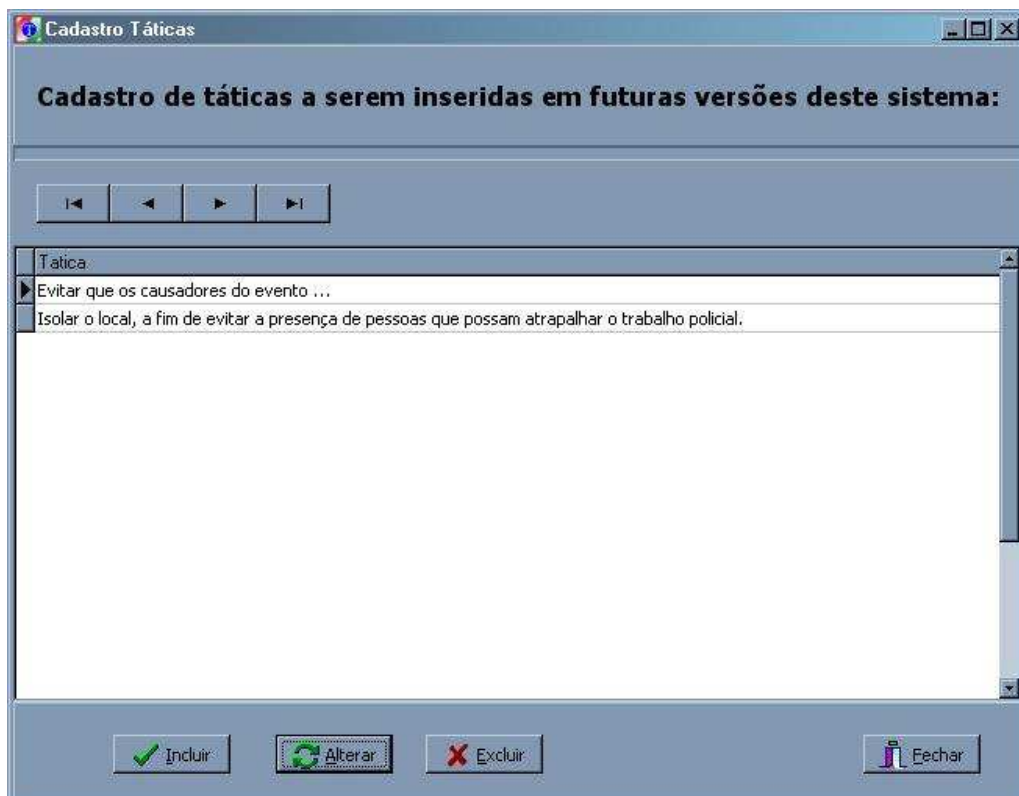 Cadastro Táticas
Cadastro de táticas a serem inseridas em futuras versões deste sistema:
Tatica
Evitar que os causadores do evento ...
Isolar o local, a fim de evitar a presença de pessoas que possam atrapalhar o trabalho policial.
Incluir Alterar Excluir Fechar